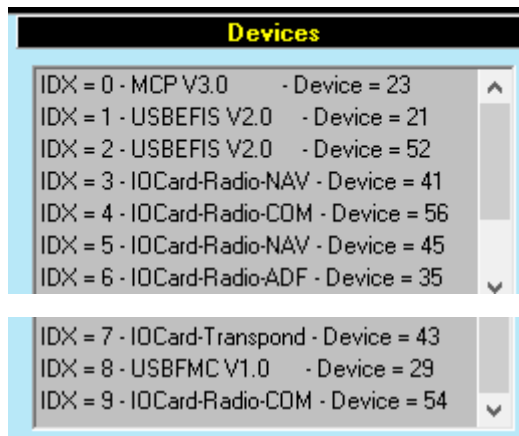 Devices
IDX = 0 - MCP V3.0 - Device = 23
IDX = 1 - USBEFIS V2.0 - Device = 21
IDX = 2 - USBEFIS V2.0 - Device = 52
IDX = 3 - IOCard-Radio-NAV - Device = 41
IDX = 4 - IOCard-Radio-COM - Device = 56
IDX = 5 - IOCard-Radio-NAV - Device = 45
IDX = 6 - IOCard-Radio-ADF - Device = 35
IDX = 7 - IOCard-Transpond - Device = 43
IDX = 8 - USBFMC V1.0 - Device = 29
IDX = 9 - IOCard-Radio-COM - Device = 54